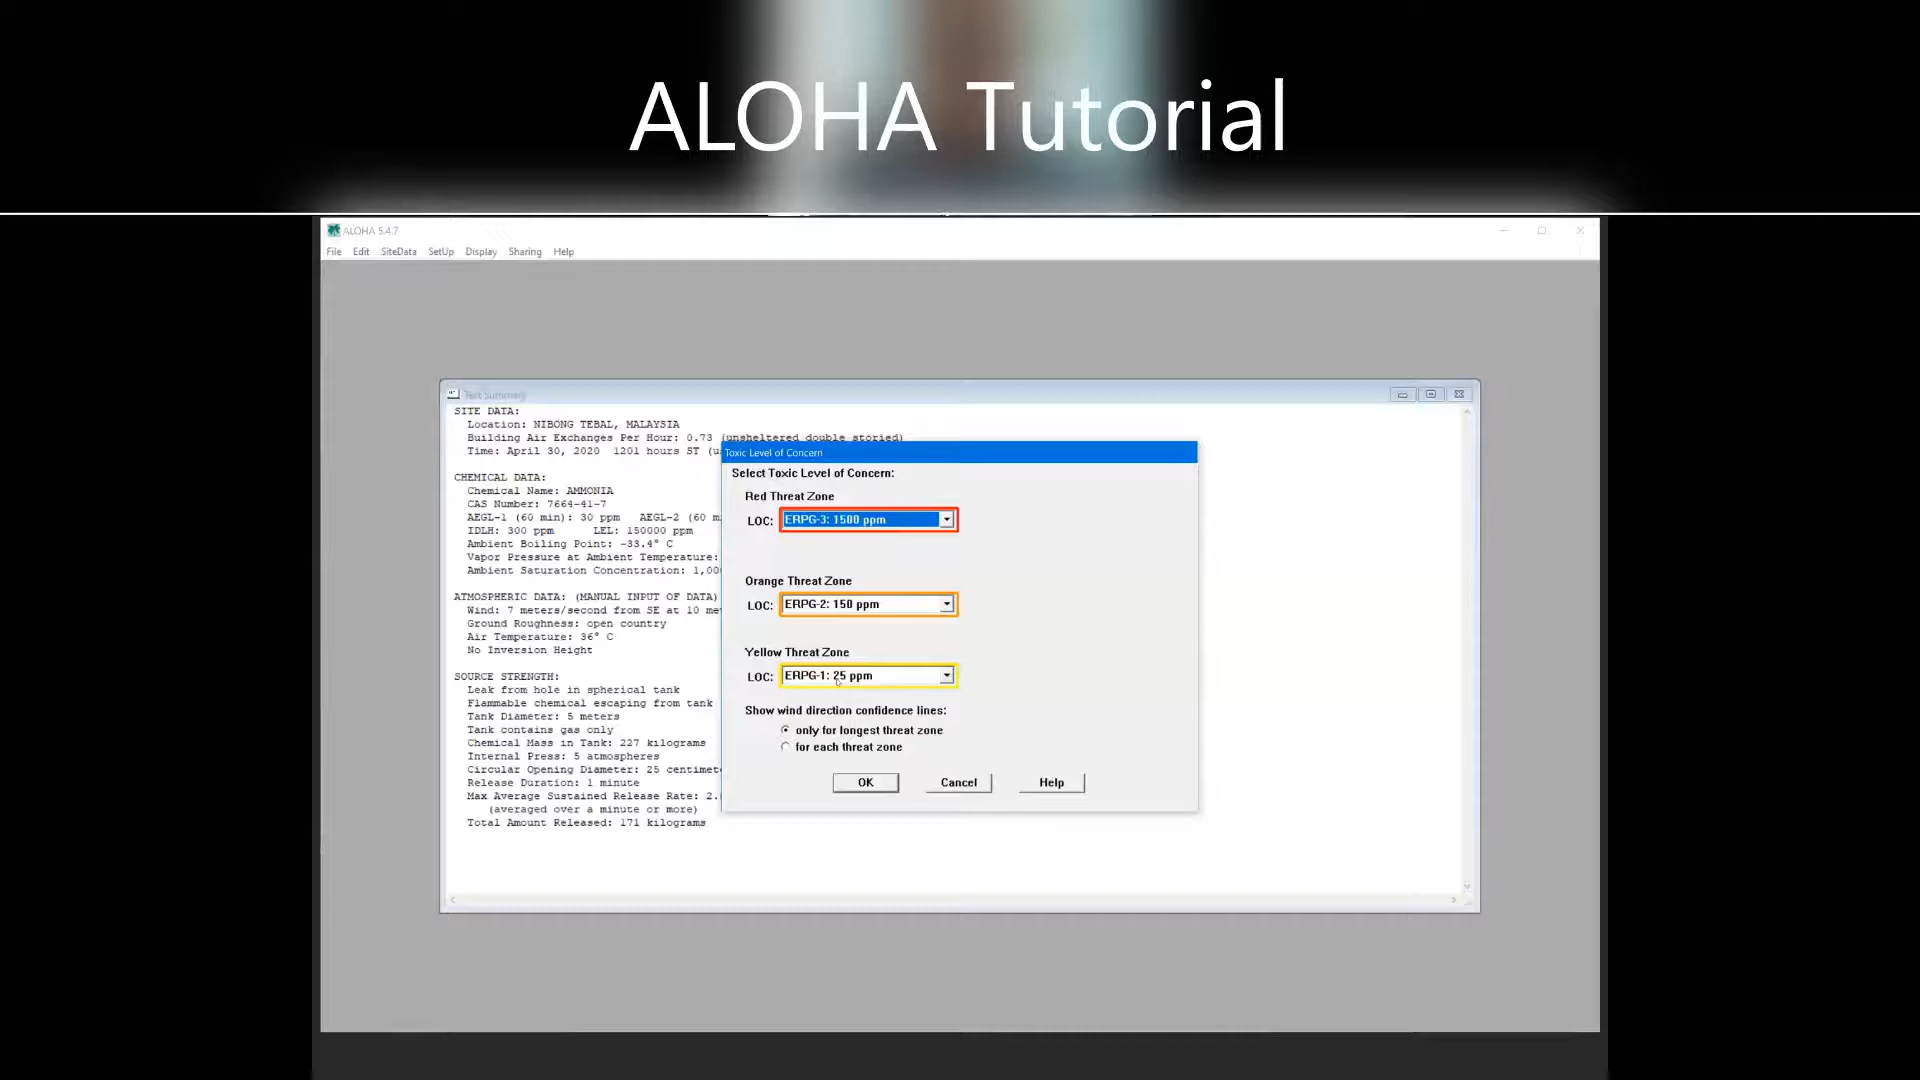 ALOHA Tutorial
ALOHA 5.4.7
File Edit SiteData SetUp Display Sharing Help
Text Summary
SITE DATA:
Location: NIBONG TEBAL, MALAYSIA
Building Air Exchanges Per Hour: 0.73 (unsheltered double storied)
Time: April 30, 2020 1201 hours ST (u
CHEMICAL DATA:
Chemical Name: AMMONIA
CAS Number: 7664-41-7
AEGL-1 (60 min): 30 ppm AEGL-2 (60 m
IDLH: 300 ppm LEL: 150000 ppm
Ambient Boiling Point: -33.4° C
Vapor Pressure at Ambient Temperature:
Ambient Saturation Concentration: 1,00
ATMOSPHERIC DATA: (MANUAL INPUT OF DATA)
Wind: 7 meters/second from SE at 10 me
Ground Roughness: open country
Air Temperature: 36° C
No Inversion Height
SOURCE STRENGTH:
Leak from hole in spherical tank
Flammable chemical escaping from tank
Tank Diameter: 5 meters
Tank contains gas only
Chemical Mass in Tank: 227 kilograms
Internal Press: 5 atmospheres
Circular Opening Diameter: 25 centimet
Release Duration: 1 minute
Max Average Sustained Release Rate: 2.
(averaged over a minute or more)
Total Amount Released: 171 kilograms
Toxic Level of Concern
Select Toxic Level of Concern:
Red Threat Zone
LOC: ERPG-3: 1500 ppm
Orange Threat Zone
LOC: ERPG-2: 150 ppm
Yellow Threat Zone
LOC: ERPG-1: 25 ppm
Show wind direction confidence lines:
only for longest threat zone
for each threat zone
OK Cancel Help